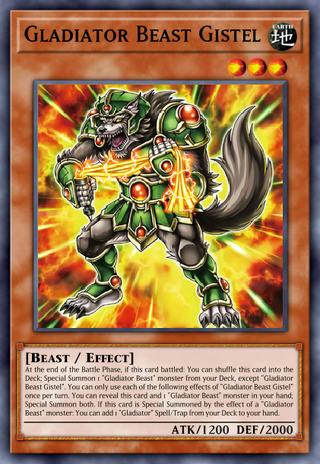 Gladiator Beast Gistel
EARTH
地
[Beast / Effect]
At the end of the Battle Phase, if this card battled: You can shuffle this card into the
Deck; Special Summon 1 "Gladiator Beast" monster from your Deck, except "Gladiator
Beast Gistel". You can only use each of the following effects of "Gladiator Beast Gistel"
once per turn. You can reveal this card and 1 "Gladiator Beast" monster in your hand;
Special Summon both. If this card is Special Summoned by the effect of a "Gladiator
Beast" monster: You can add 1 "Gladiator" Spell/Trap from your Deck to your hand.
ATK/1200 DEF/2000